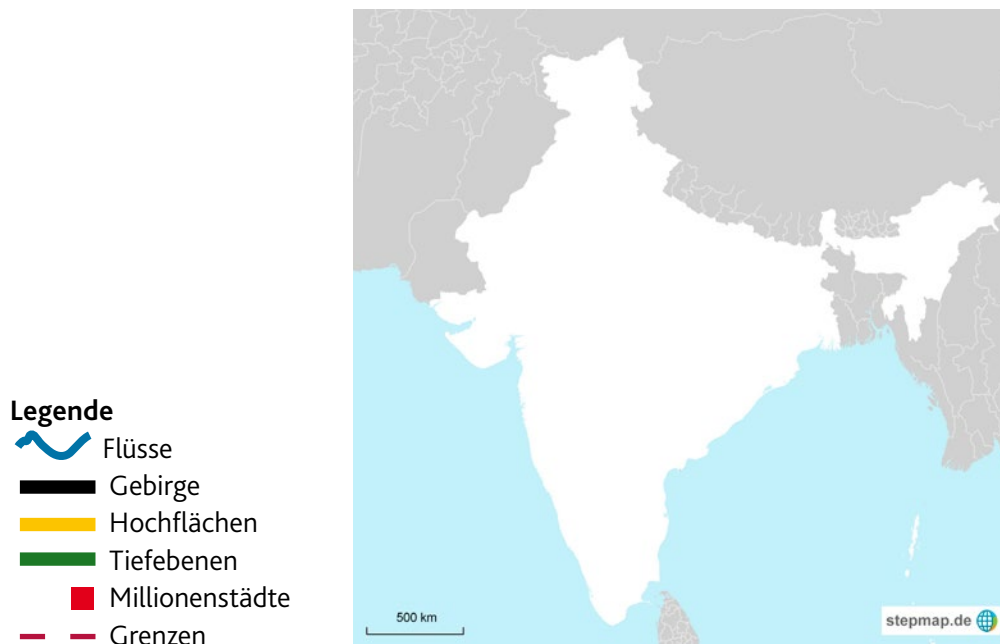 Legende
Flüsse
Gebirge
Hochflächen
Tiefebenen
Millionenstädte
Grenzen
500 km
stepmap.de